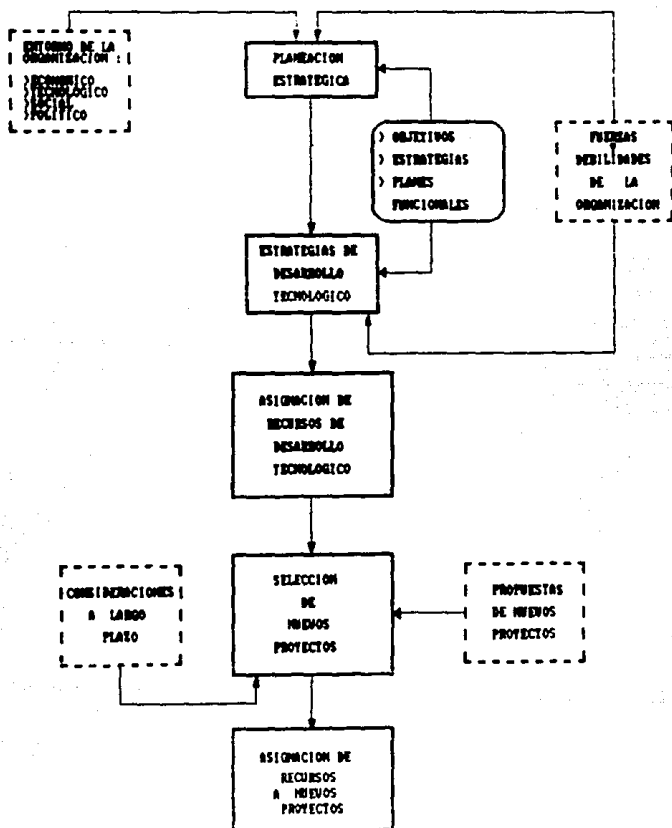 ENTORNO DE LA
ORGANIZACION :
>ECONOMICO
>TECNOLOGICO
>SOCIAL
>POLITICO
PLANEACION
ESTRATEGICA
> OBJETIVOS
> ESTRATEGIAS
> PLANES
FUNCIONALES
FUERZAS
DEBILIDADES
DE LA
ORGANIZACION
ESTRATEGIAS DE
DESARROLLO
TECNOLOGICO
ASIGNACION DE
RECURSOS DE
DESARROLLO
TECNOLOGICO
CONSIDERACIONES
A LARGO
PLAZO
SELECCION
DE
NUEVOS
PROYECTOS
PROPUESTAS
DE NUEVOS
PROYECTOS
ASIGNACION DE
RECURSOS
A NUEVOS
PROYECTOS